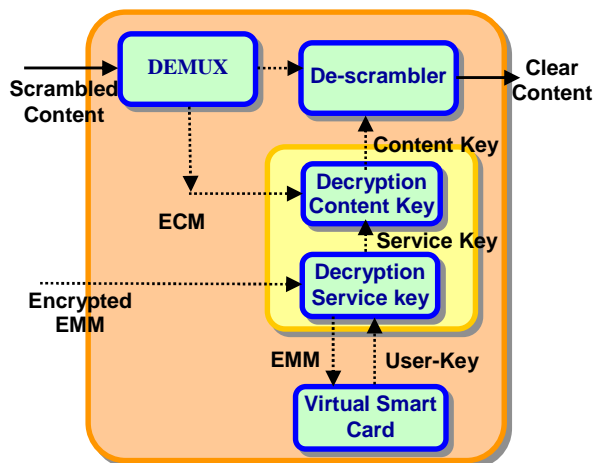 DEMUX
De-scrambler
Clear
Content
Scrambled
Content
Content Key
Decryption
Content Key
ECM
Service Key
Decryption
Service key
Encrypted
EMM
EMM
User-Key
Virtual Smart
Card